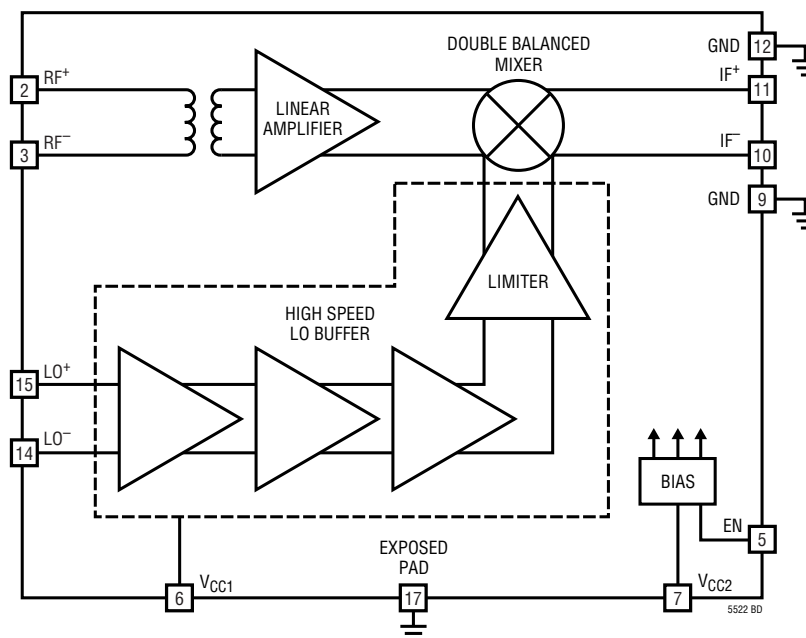 DOUBLE BALANCED
MIXER
GND
12
2
RF+
IF+
11
LINEAR
AMPLIFIER
3
RF−
IF−
10
GND
9
LIMITER
HIGH SPEED
LO BUFFER
15
LO+
14
LO−
BIAS
EN
5
EXPOSED
PAD
6
VCC1
17
7
VCC2
5522 BD